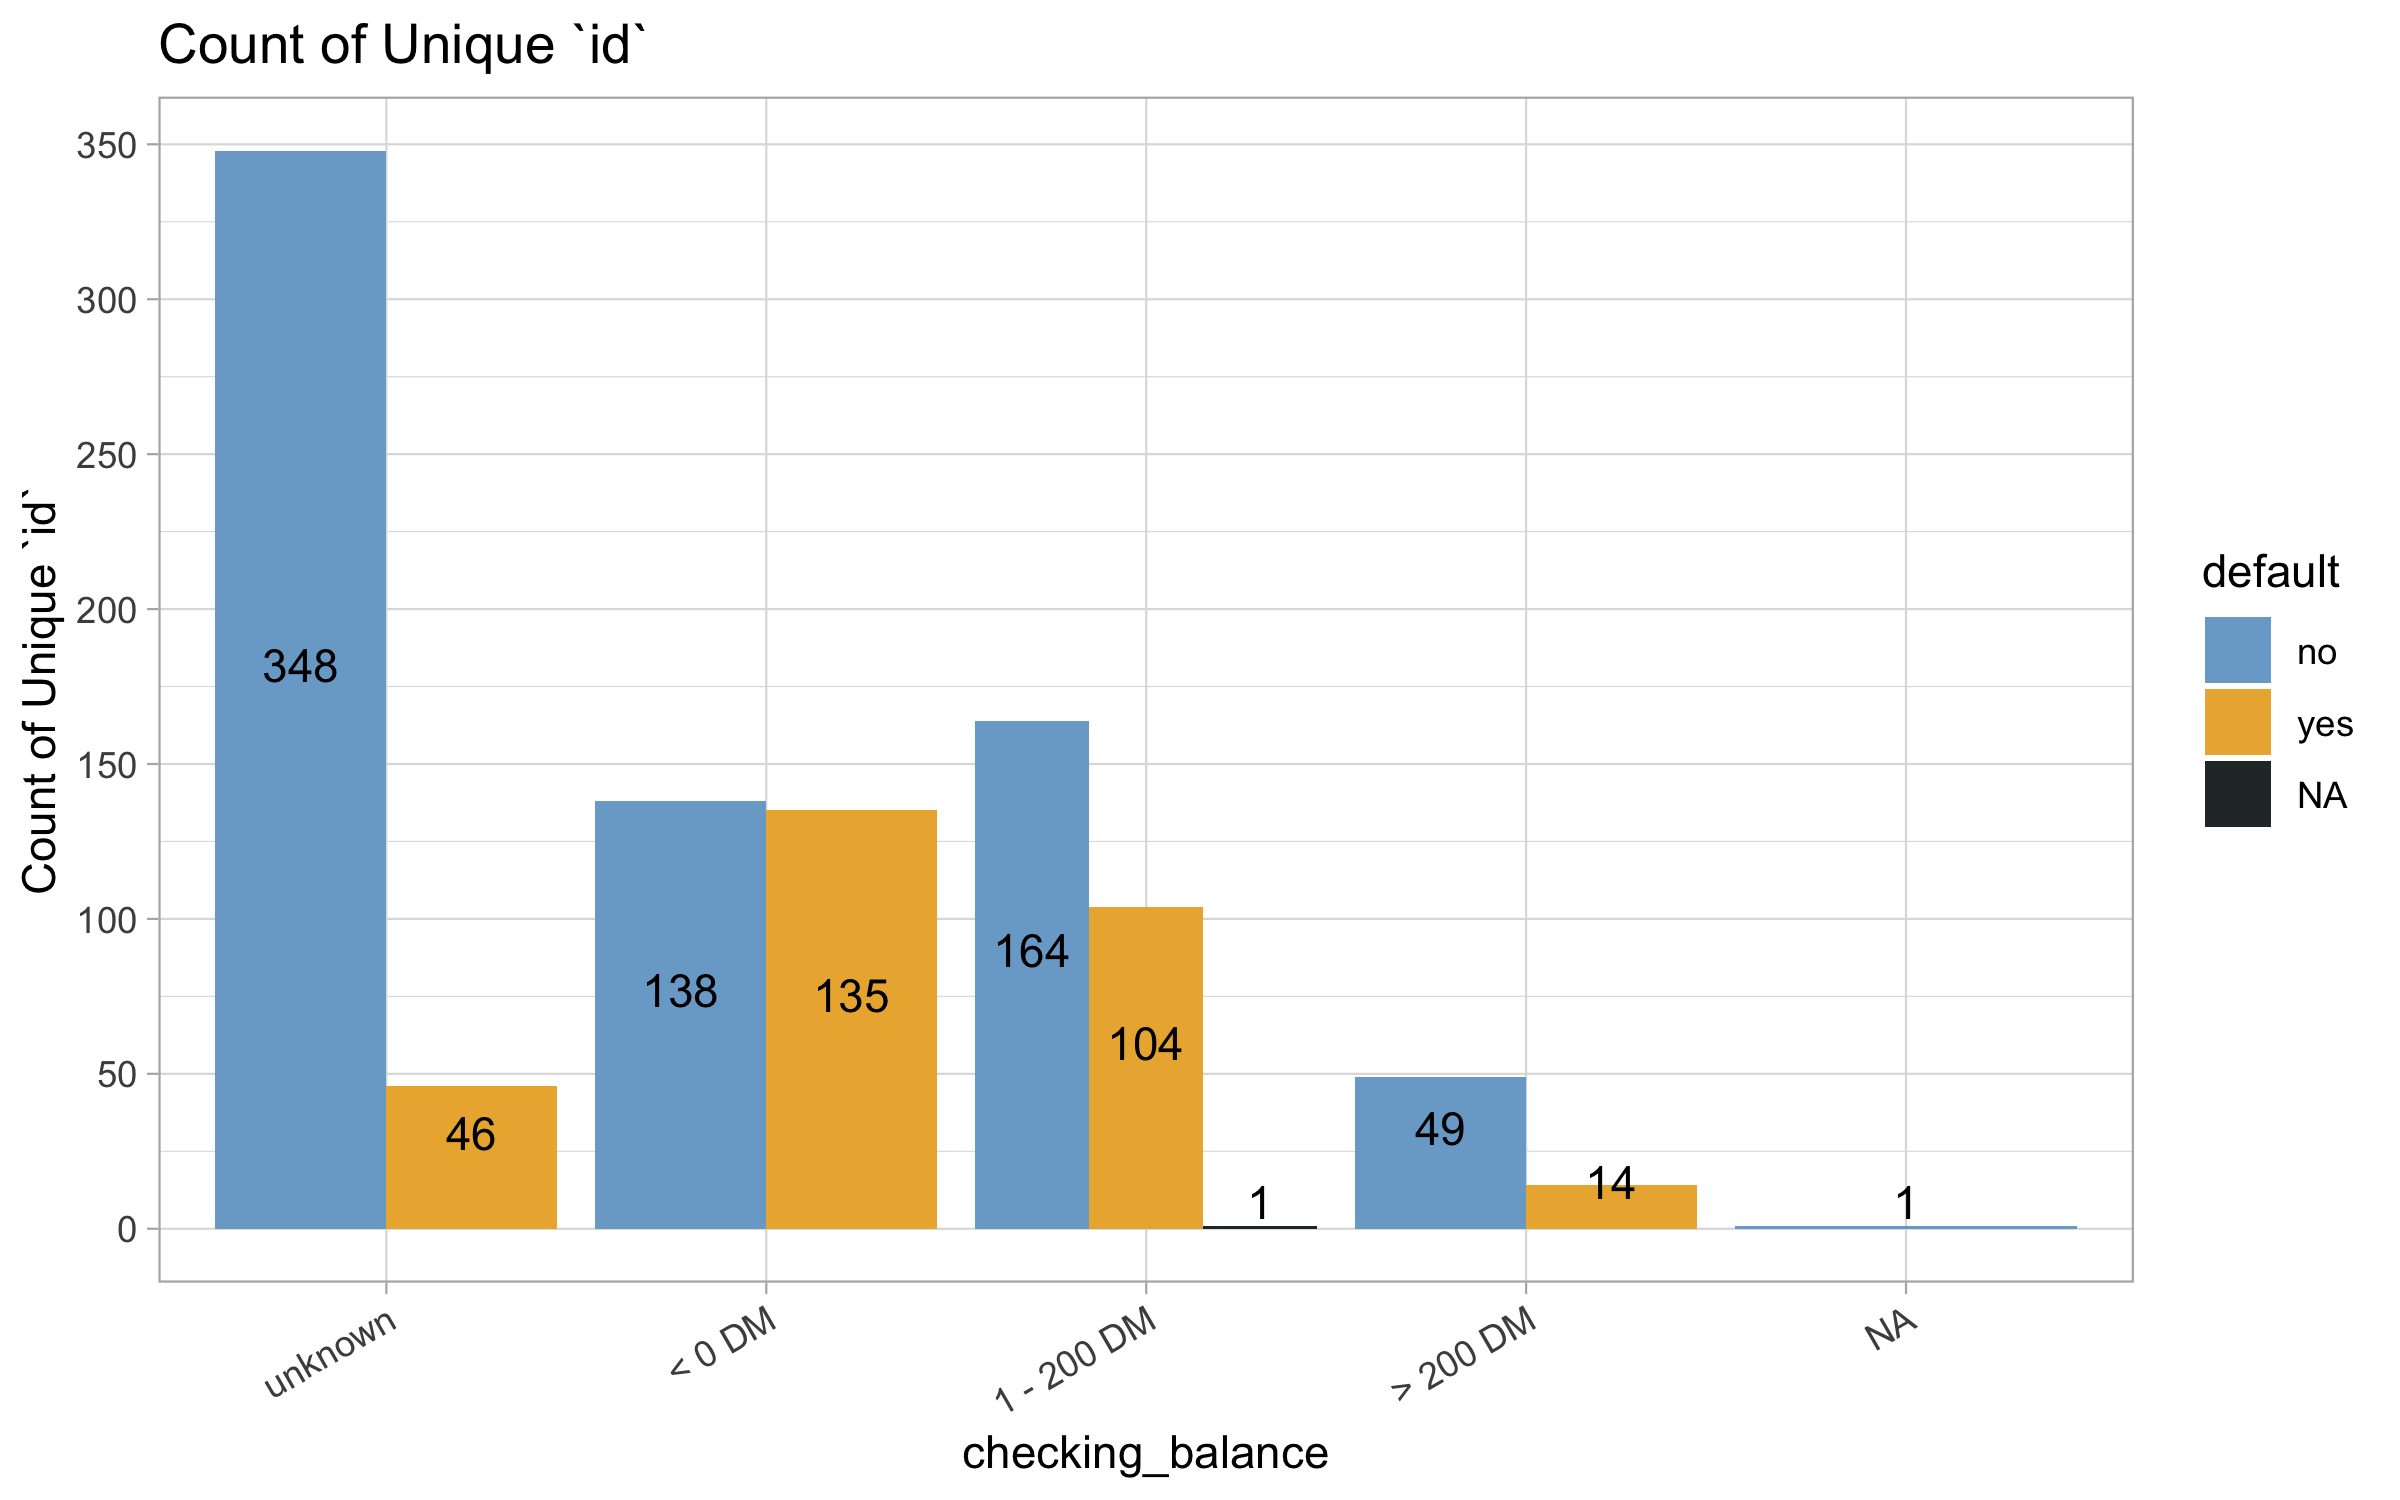 Count of Unique `id`
Count of Unique `id`
350
300
250
200
150
100
50
0
348
46
138
135
164
104
1
49
14
1
unknown
< 0 DM
1 - 200 DM
> 200 DM
NA
checking_balance
default
no
yes
NA